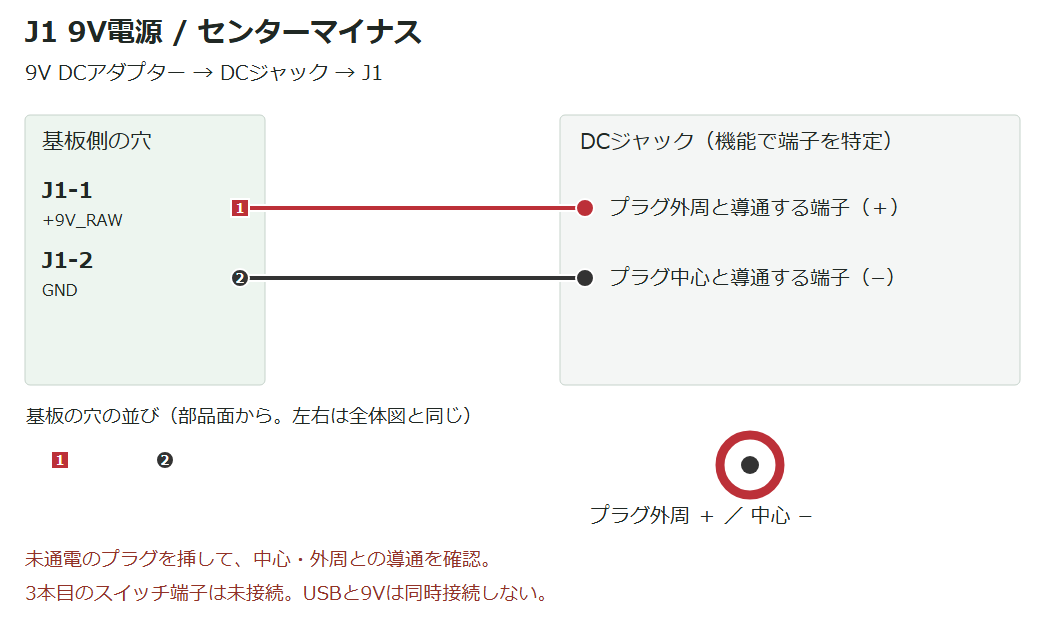 J1 9V電源 / センターマイナス
9V DCアダプター → DCジャック → J1
基板側の穴
J1-1
+9V_RAW
1
J1-2
GND
2
DCジャック（機能で端子を特定）
プラグ外周と導通する端子（＋）
プラグ中心と導通する端子（−）
基板の穴の並び（部品面から。左右は全体図と同じ）
1 2
プラグ外周 ＋ ／ 中心 −
未通電のプラグを挿して、中心・外周との導通を確認。
3本目のスイッチ端子は未接続。USBと9Vは同時接続しない。